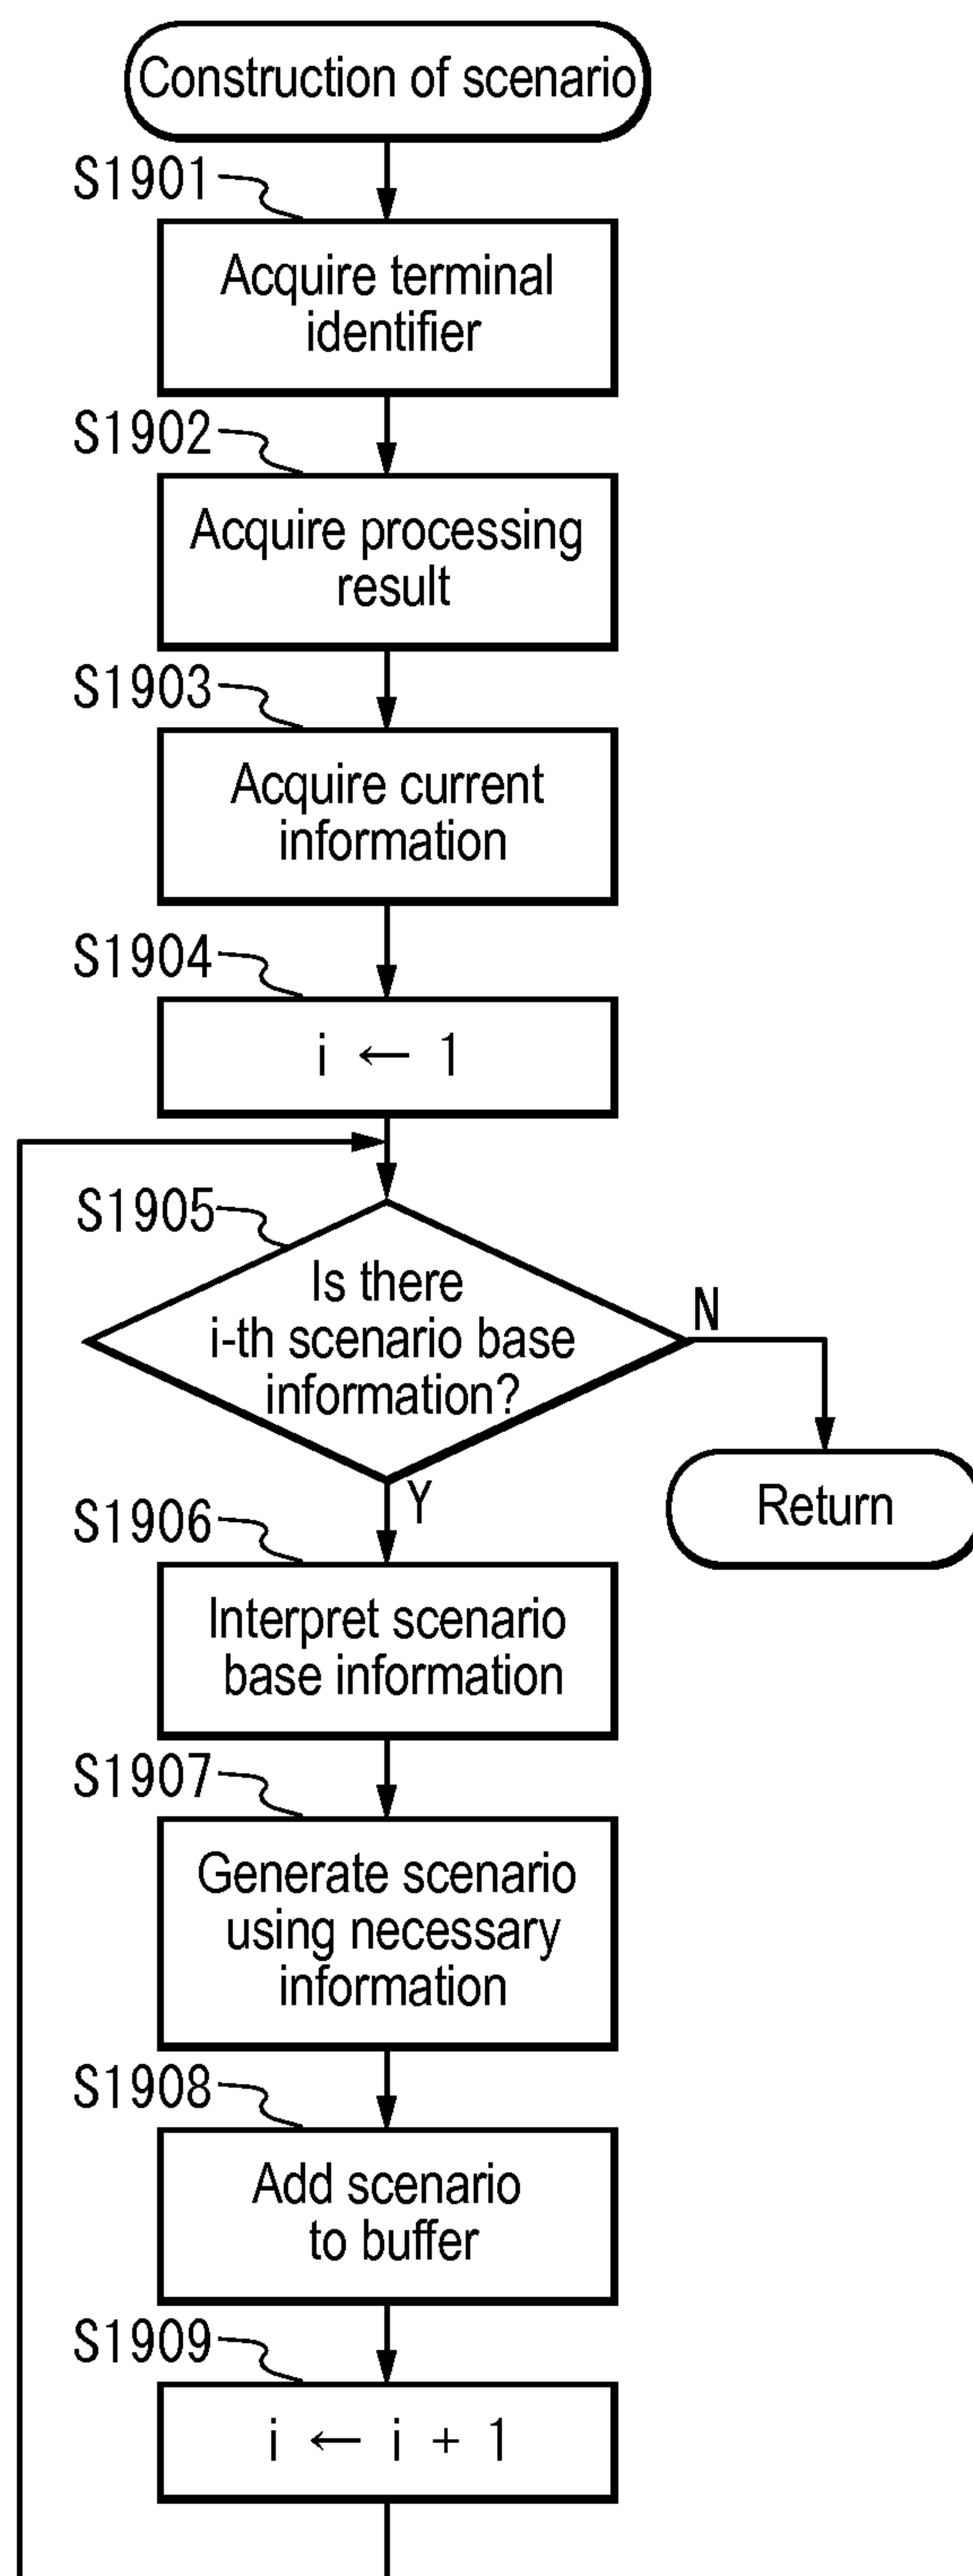 Construction of scenario
S1901
Acquire terminal
identifier
S1902
Acquire processing
result
S1903
Acquire current
information
S1904
i ← 1
S1905
Is there
i-th scenario base
information?
N
Return
Y
S1906
Interpret scenario
base information
S1907
Generate scenario
using necessary
information
S1908
Add scenario
to buffer
S1909
i ← i + 1